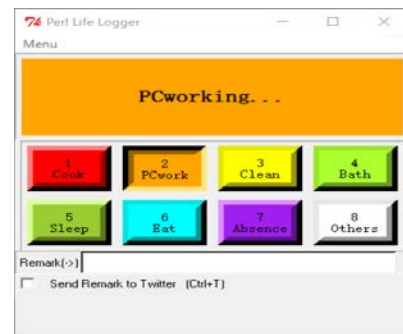 Perl Life Logger
Menu
PCworking...
1 2 3 4
Cook PCwork Clean Bath
5 6 7 8
Sleep Eat Absence Others
Remark(->)
Send Remark to Twitter (Ctrl+T)